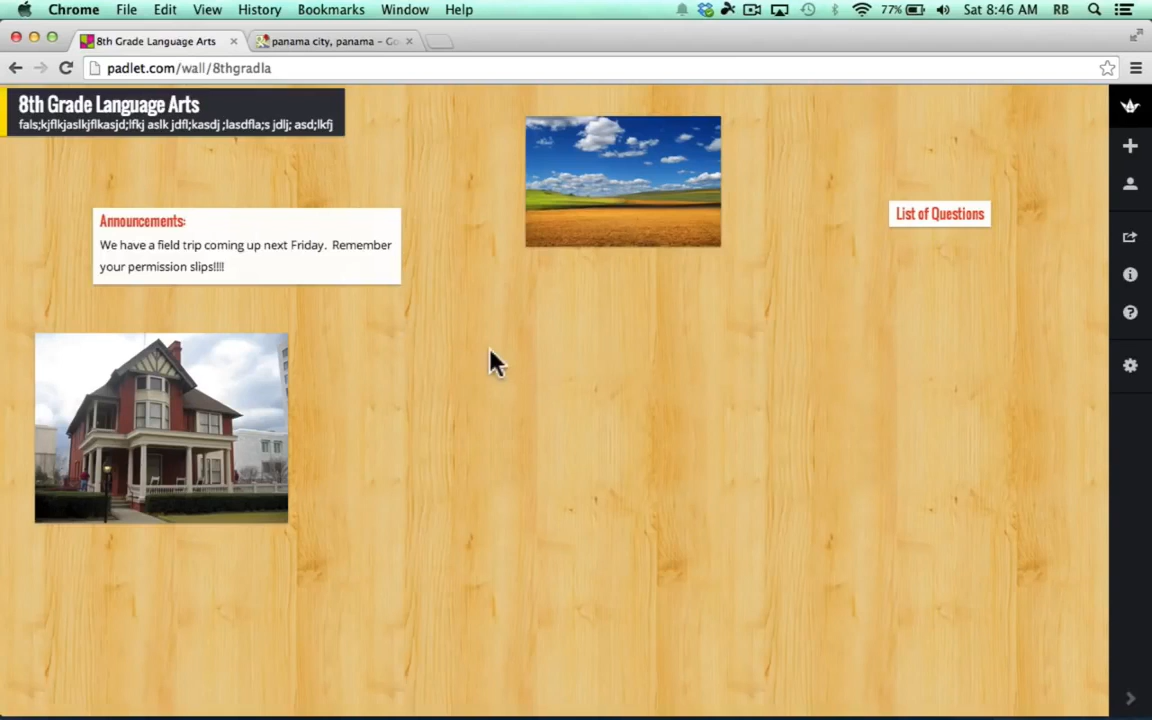 Chrome File Edit View History Bookmarks Window Help 77% Sat 8:46 AM RB
8th Grade Language Arts panama city, panama - Go
padlet.com/wall/8thgradla
8th Grade Language Arts
fals;kjflkjaslkjflkasjd;lfkj aslk jdfl;kasdj ;lasdfla;s jdlj; asd;lkfj
Announcements:
We have a field trip coming up next Friday. Remember
your permission slips!!!!
List of Questions